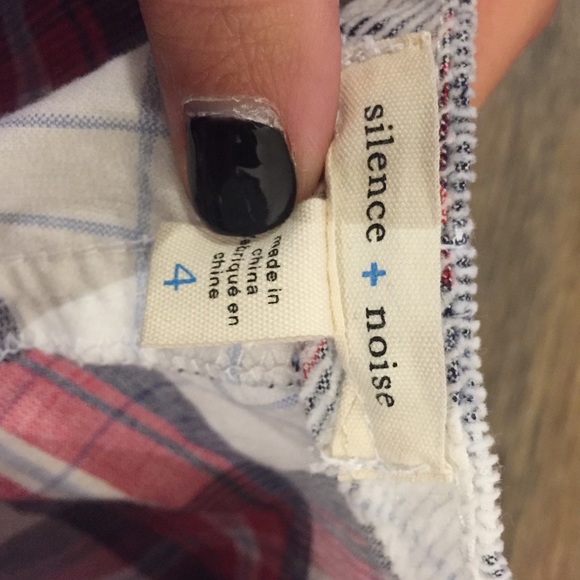 silence + noise
made in
china
fabriqué en
chine
4